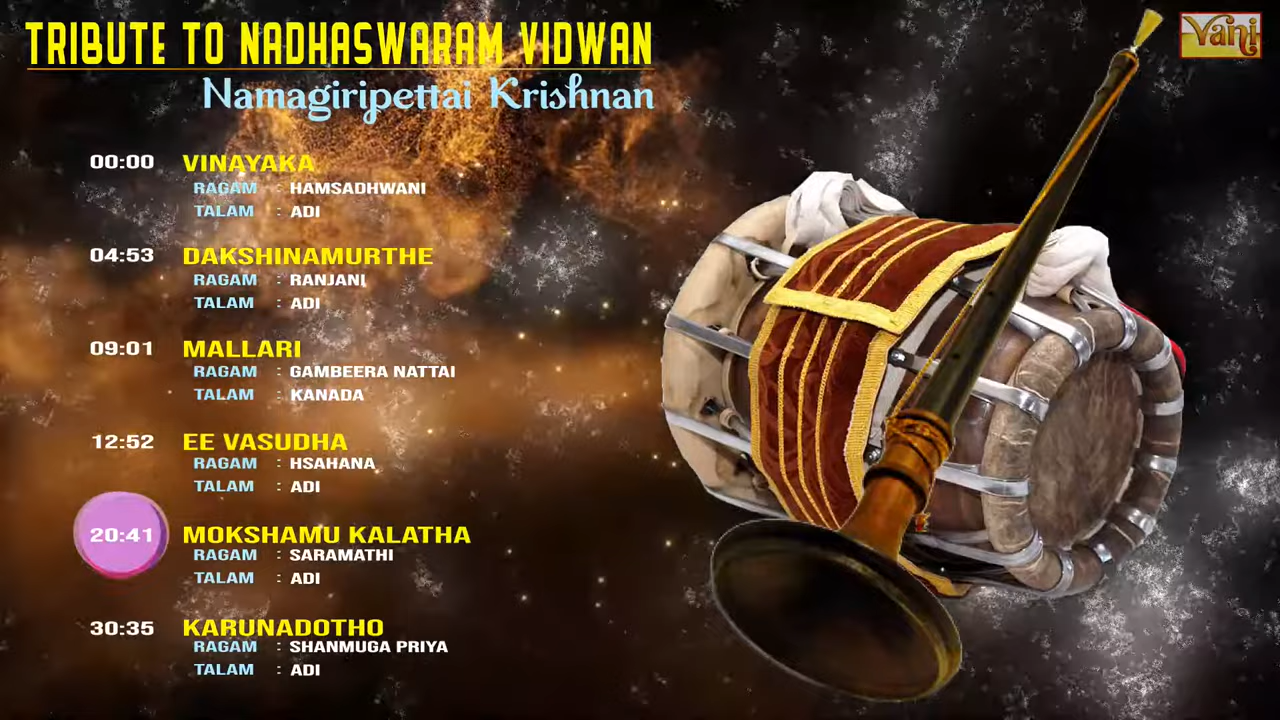 TRIBUTE TO NADHASWARAM VIDWAN
Vani
Namagiripettai Krishnan
00:00 VINAYAKA
RAGAM : HAMSADHWANI
TALAM : ADI
04:53 DAKSHINAMURTHE
RAGAM : RANJANI
TALAM : ADI
09:01 MALLARI
RAGAM : GAMBEERA NATTAI
TALAM : KANADA
12:52 EE VASUDHA
RAGAM : HSAHANA
TALAM : ADI
20:41 MOKSHAMU KALATHA
RAGAM : SARAMATHI
TALAM : ADI
30:35 KARUNADOTHO
RAGAM : SHANMUGA PRIYA
TALAM : ADI